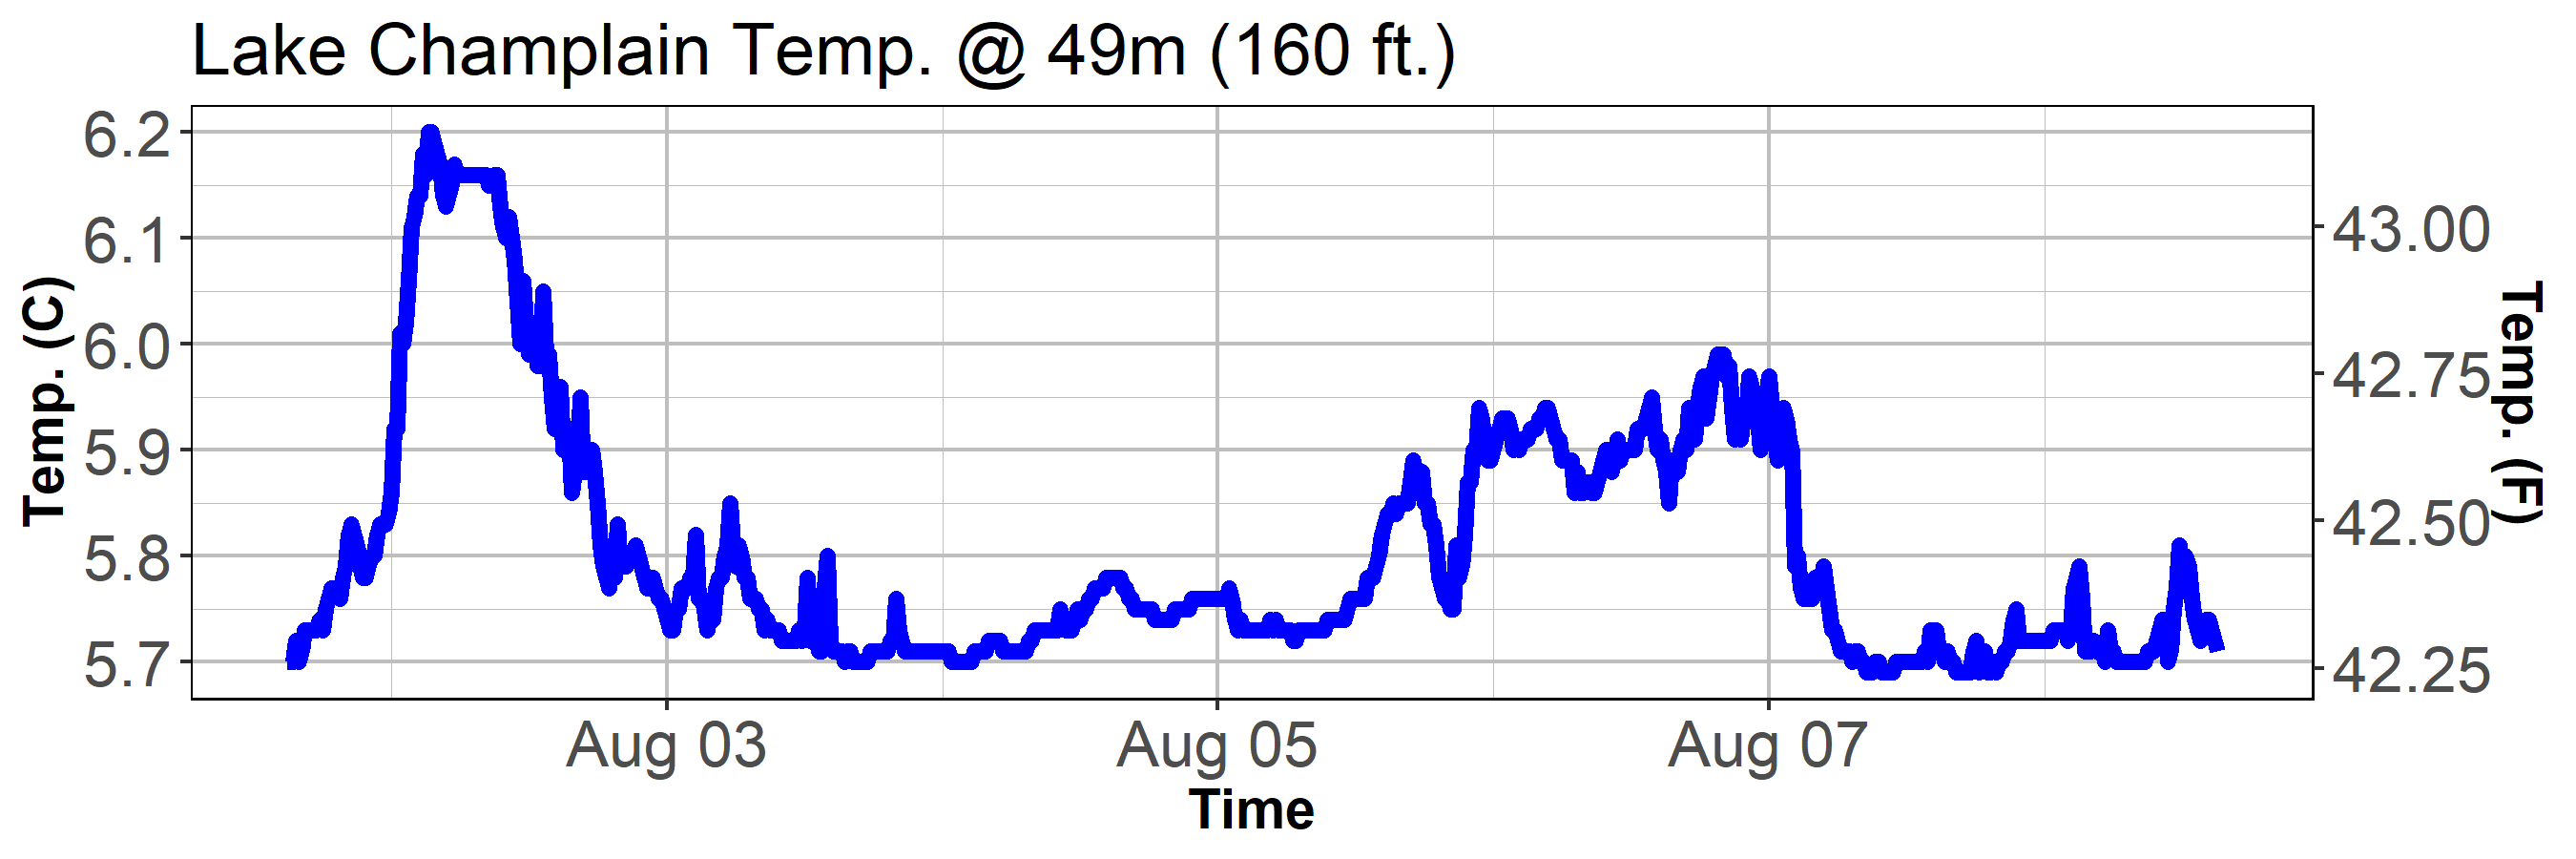 Lake Champlain Temp. @ 49m (160 ft.)
Temp. (C)
6.2
6.1
6.0
5.9
5.8
5.7
43.00
42.75
42.50
42.25
Temp. (F)
Aug 03
Aug 05
Aug 07
Time